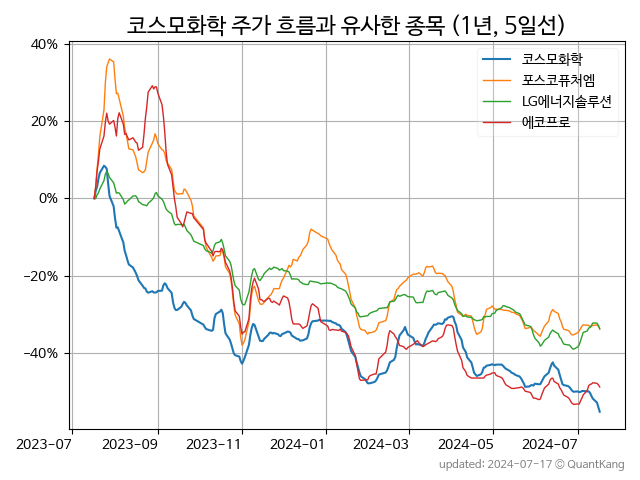 코스모화학 주가 흐름과 유사한 종목 (1년, 5일선)
코스모화학
포스코퓨처엠
LG에너지솔루션
에코프로
40%
20%
0%
−20%
−40%
2023-07 2023-09 2023-11 2024-01 2024-03 2024-05 2024-07
updated: 2024-07-17 © QuantKang